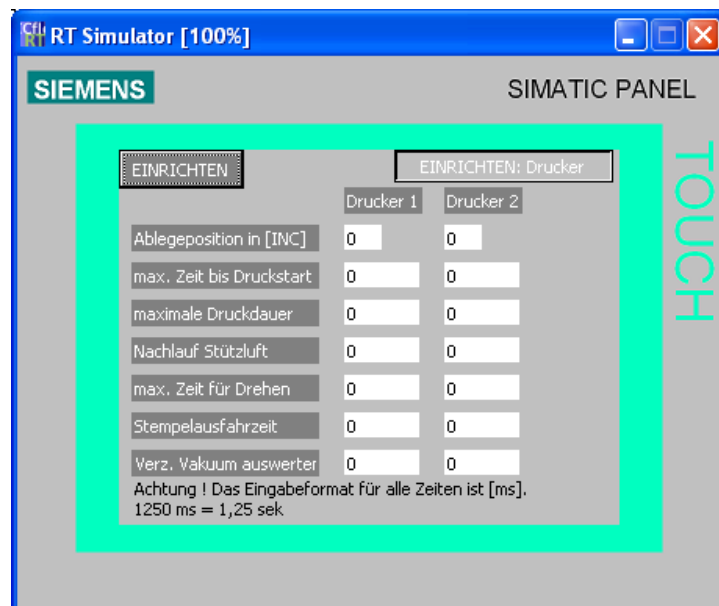 RT Simulator [100%]
SIEMENS
SIMATIC PANEL
TOUCH
EINRICHTEN
EINRICHTEN: Drucker
Drucker 1 Drucker 2
Ablegeposition in [INC] 0 0
max. Zeit bis Druckstart 0 0
maximale Druckdauer 0 0
Nachlauf Stützluft 0 0
max. Zeit für Drehen 0 0
Stempelausfahrzeit 0 0
Verz. Vakuum auswerter 0 0
Achtung ! Das Eingabeformat für alle Zeiten ist [ms].
1250 ms = 1,25 sek